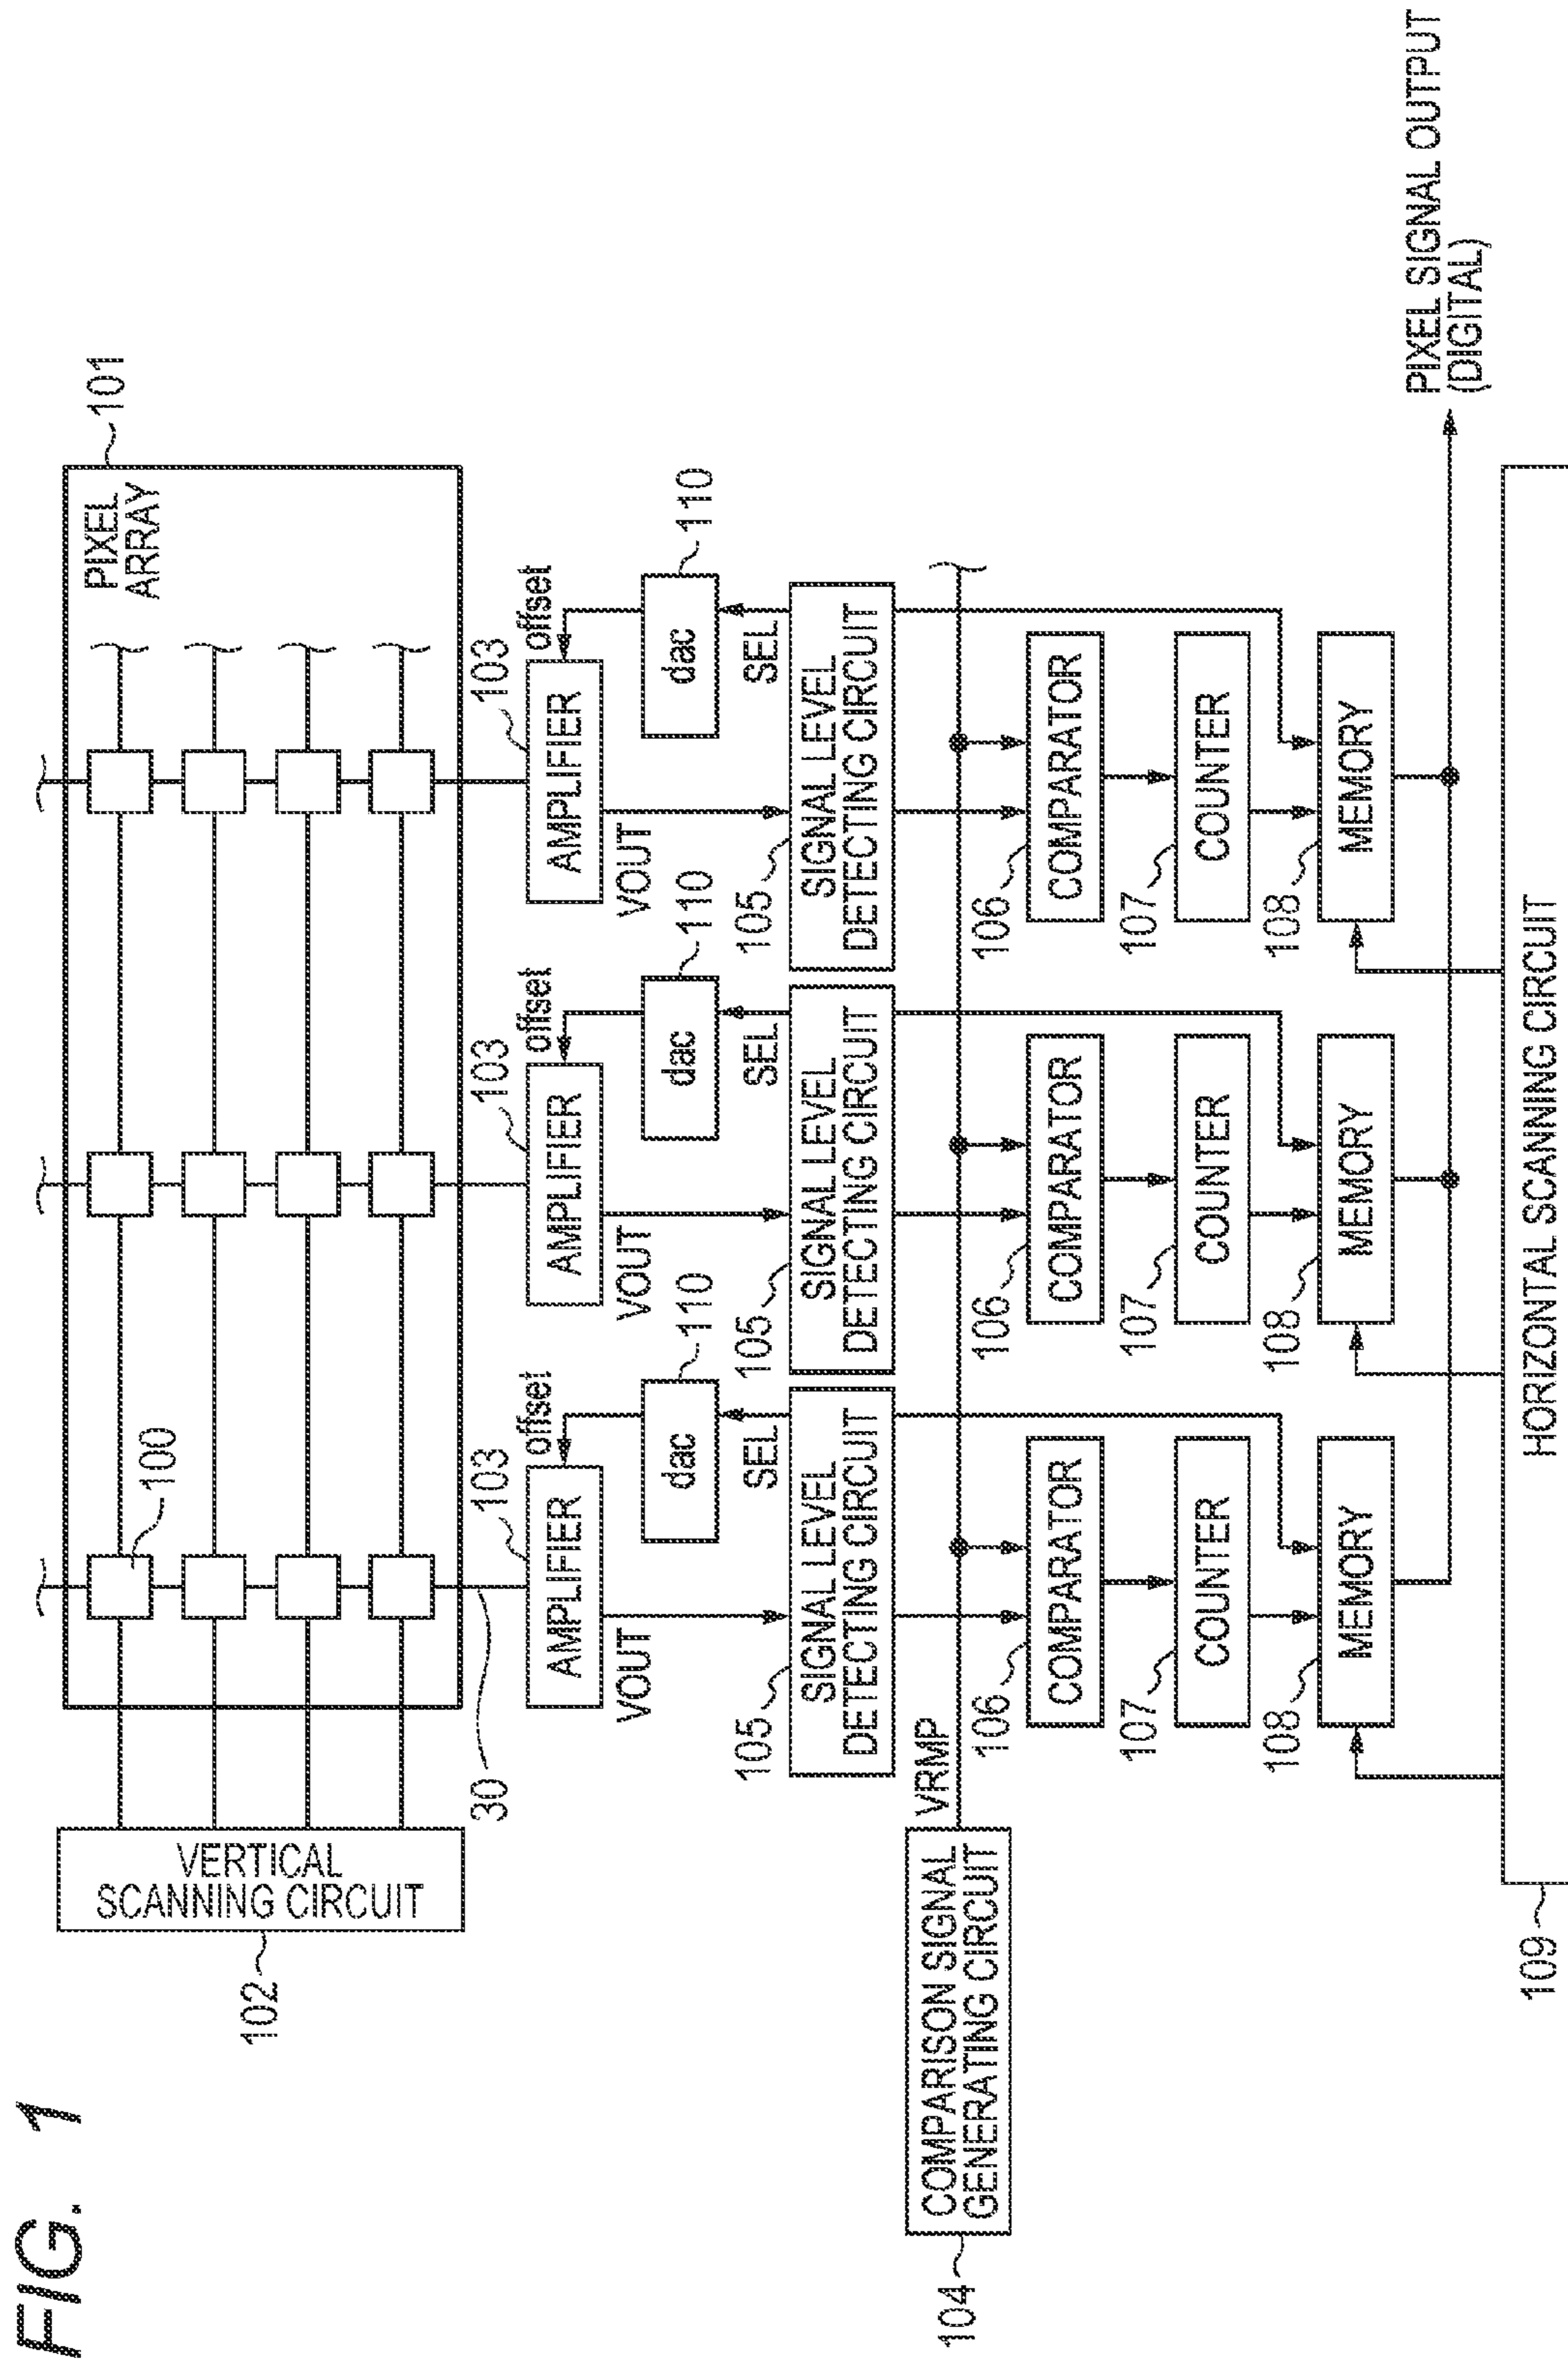 FIG. 1
102
VERTICAL
SCANNING CIRCUIT
100
PIXEL
ARRAY
101
30
103
AMPLIFIER
offset
103
AMPLIFIER
offset
103
AMPLIFIER
offset
VOUT
dac
110
VOUT
dac
110
VOUT
dac
110
SEL
SEL
SEL
105
SIGNAL LEVEL
DETECTING CIRCUIT
105
SIGNAL LEVEL
DETECTING CIRCUIT
105
SIGNAL LEVEL
DETECTING CIRCUIT
104
COMPARISON SIGNAL
GENERATING CIRCUIT
VRMP
106
COMPARATOR
106
COMPARATOR
106
COMPARATOR
107
COUNTER
107
COUNTER
107
COUNTER
108
MEMORY
108
MEMORY
108
MEMORY
PIXEL SIGNAL OUTPUT
(DIGITAL)
109
HORIZONTAL SCANNING CIRCUIT